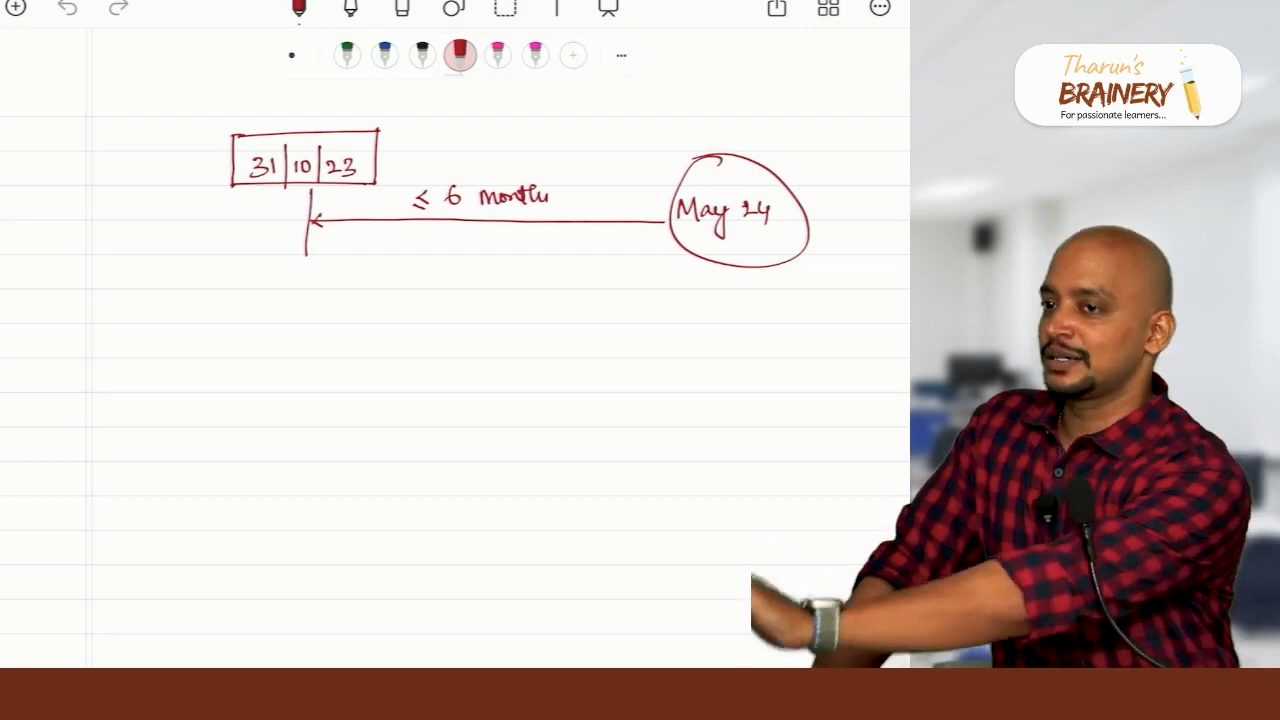 Tharun's
BRAINERY
For passionate learners...
31|10|23
≤ 6 months
May 24